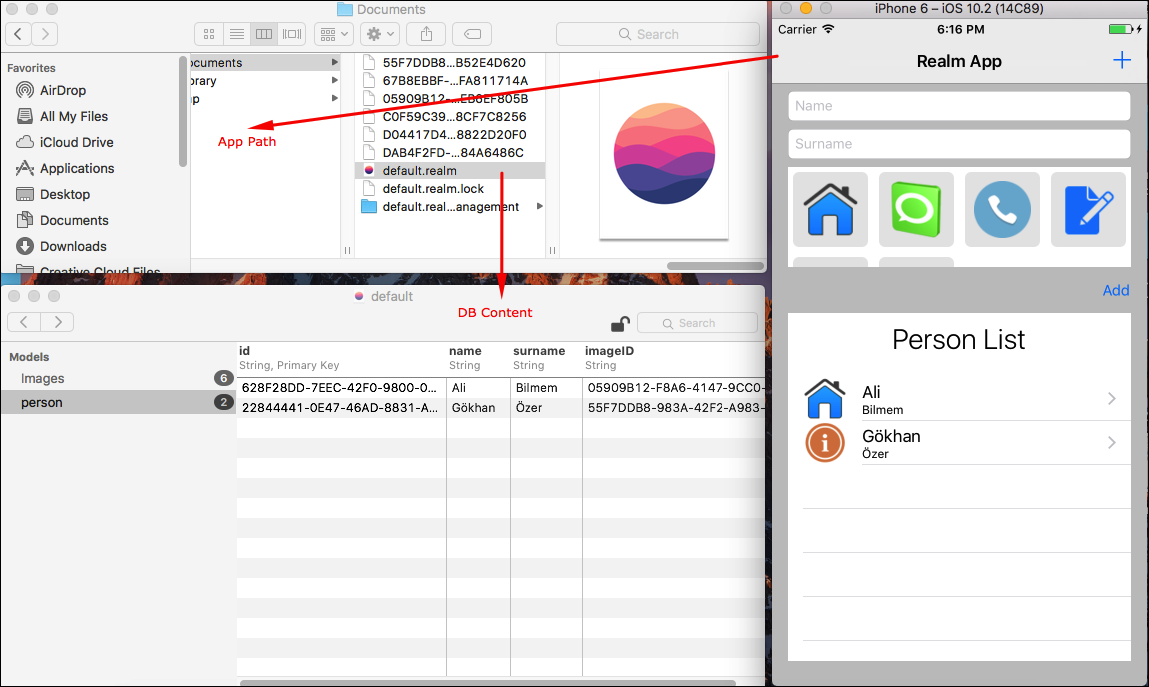 Documents
Search
Favorites
AirDrop
All My Files
iCloud Drive
Applications
Desktop
Documents
Downloads
Creative Cloud Files
ocuments
brary
p
App Path
55F7DDB8...B52E4D620
67B8EBBF-...FA811714A
05909B12-...EB8EF805B
C0F59C39...8CF7C8256
D04417D4...8822D20F0
DAB4F2FD-...84A6486C
default.realm
default.realm.lock
default.real...anagement
DB Content
default
Search
Models
Images 6
person 2
id name surname imageID
String, Primary Key String String String
628F28DD-7EEC-42F0-9800-0... Ali Bilmem 05909B12-F8A6-4147-9CC0-
22844441-0E47-46AD-8831-A... Gökhan Özer 55F7DDB8-983A-42F2-A983-
iPhone 6 – iOS 10.2 (14C89)
Carrier 6:16 PM
Realm App
Name
Surname
Add
Person List
Ali
Bilmem
Gökhan
Özer